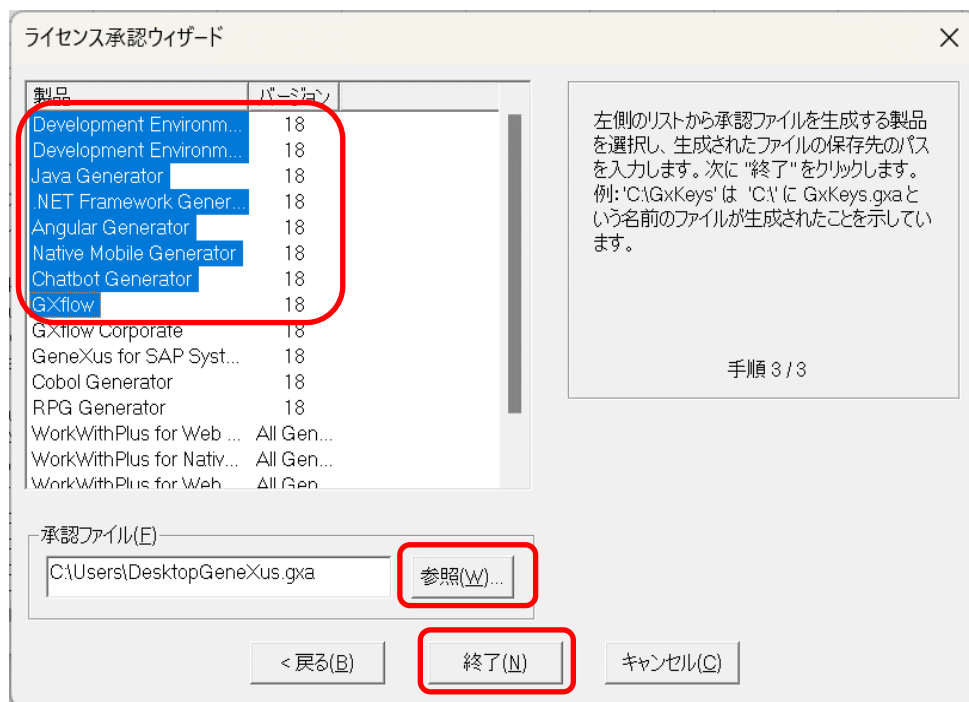 ライセンス承認ウィザード
製品 バージョン
Development Environm... 18
Development Environm... 18
Java Generator 18
.NET Framework Gener... 18
Angular Generator 18
Native Mobile Generator 18
Chatbot Generator 18
GXflow 18
GXflow Corporate 18
GeneXus for SAP Syst... 18
Cobol Generator 18
RPG Generator 18
WorkWithPlus for Web ... All Gen...
WorkWithPlus for Nativ... All Gen...
WorkWithPlus for Web All Gen
左側のリストから承認ファイルを生成する製品
を選択し、生成されたファイルの保存先のパス
を入力します。次に "終了" をクリックします。
例: 'C:\GxKeys' は 'C:\' に GxKeys.gxa と
いう名前のファイルが生成されたことを示してい
ます。
手順 3 / 3
承認ファイル(F)
C:\Users\DesktopGeneXus.gxa
参照(W)...
< 戻る(B) 終了(N) キャンセル(C)